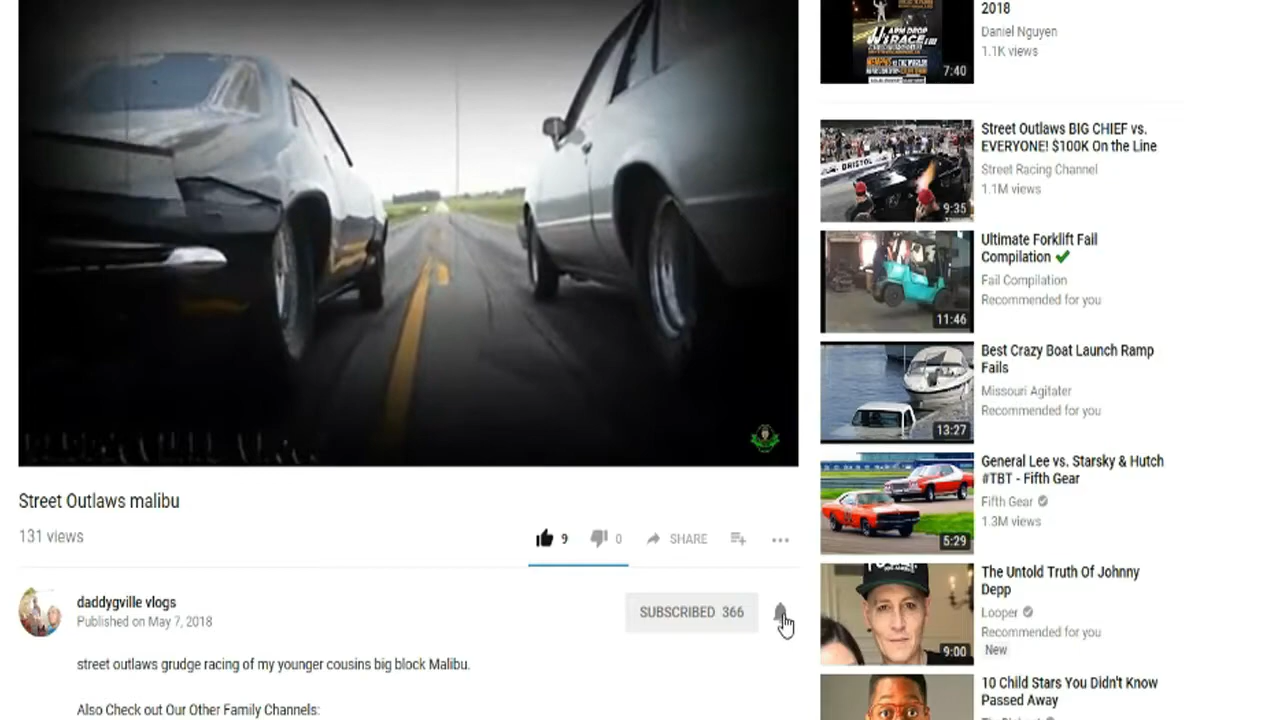 Street Outlaws malibu
131 views
9
0
SHARE
daddygville vlogs
Published on May 7, 2018
SUBSCRIBED 366
street outlaws grudge racing of my younger cousins big block Malibu.
Also Check out Our Other Family Channels:
2018
Daniel Nguyen
1.1K views
ARM DROP
RACE
7:40
Street Outlaws BIG CHIEF vs.
EVERYONE! $100K On the Line
Street Racing Channel
1.1M views
BRISTOL
9:35
Ultimate Forklift Fail
Compilation ✔
Fail Compilation
Recommended for you
11:46
Best Crazy Boat Launch Ramp
Fails
Missouri Agitater
Recommended for you
13:27
General Lee vs. Starsky & Hutch
#TBT - Fifth Gear
Fifth Gear
1.3M views
5:29
The Untold Truth Of Johnny
Depp
Looper
Recommended for you
New
9:00
10 Child Stars You Didn't Know
Passed Away